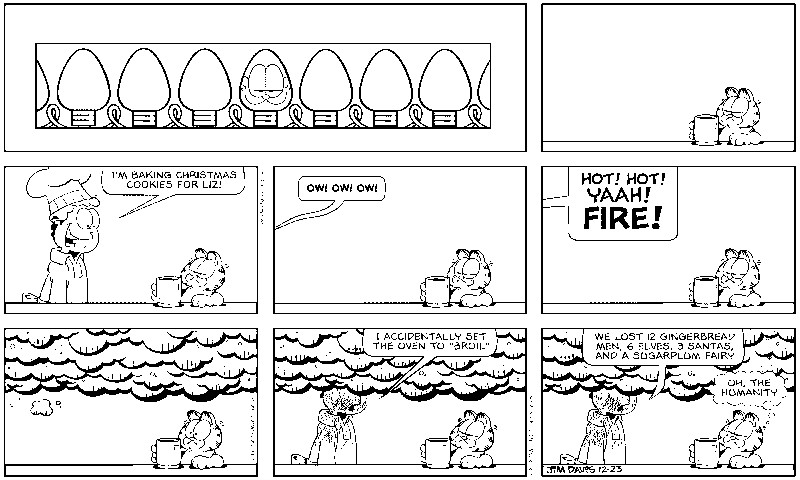 I'M BAKING CHRISTMAS
COOKIES FOR LIZ!
OW! OW! OW!
HOT! HOT!
YAAH!
FIRE!
I ACCIDENTALLY SET
THE OVEN TO "BROIL"
WE LOST 12 GINGERBREAD
MEN, 6 ELVES, 3 SANTAS,
AND A SUGARPLUM FAIRY
OH, THE
HUMANITY
JIM DAVIS 12-23